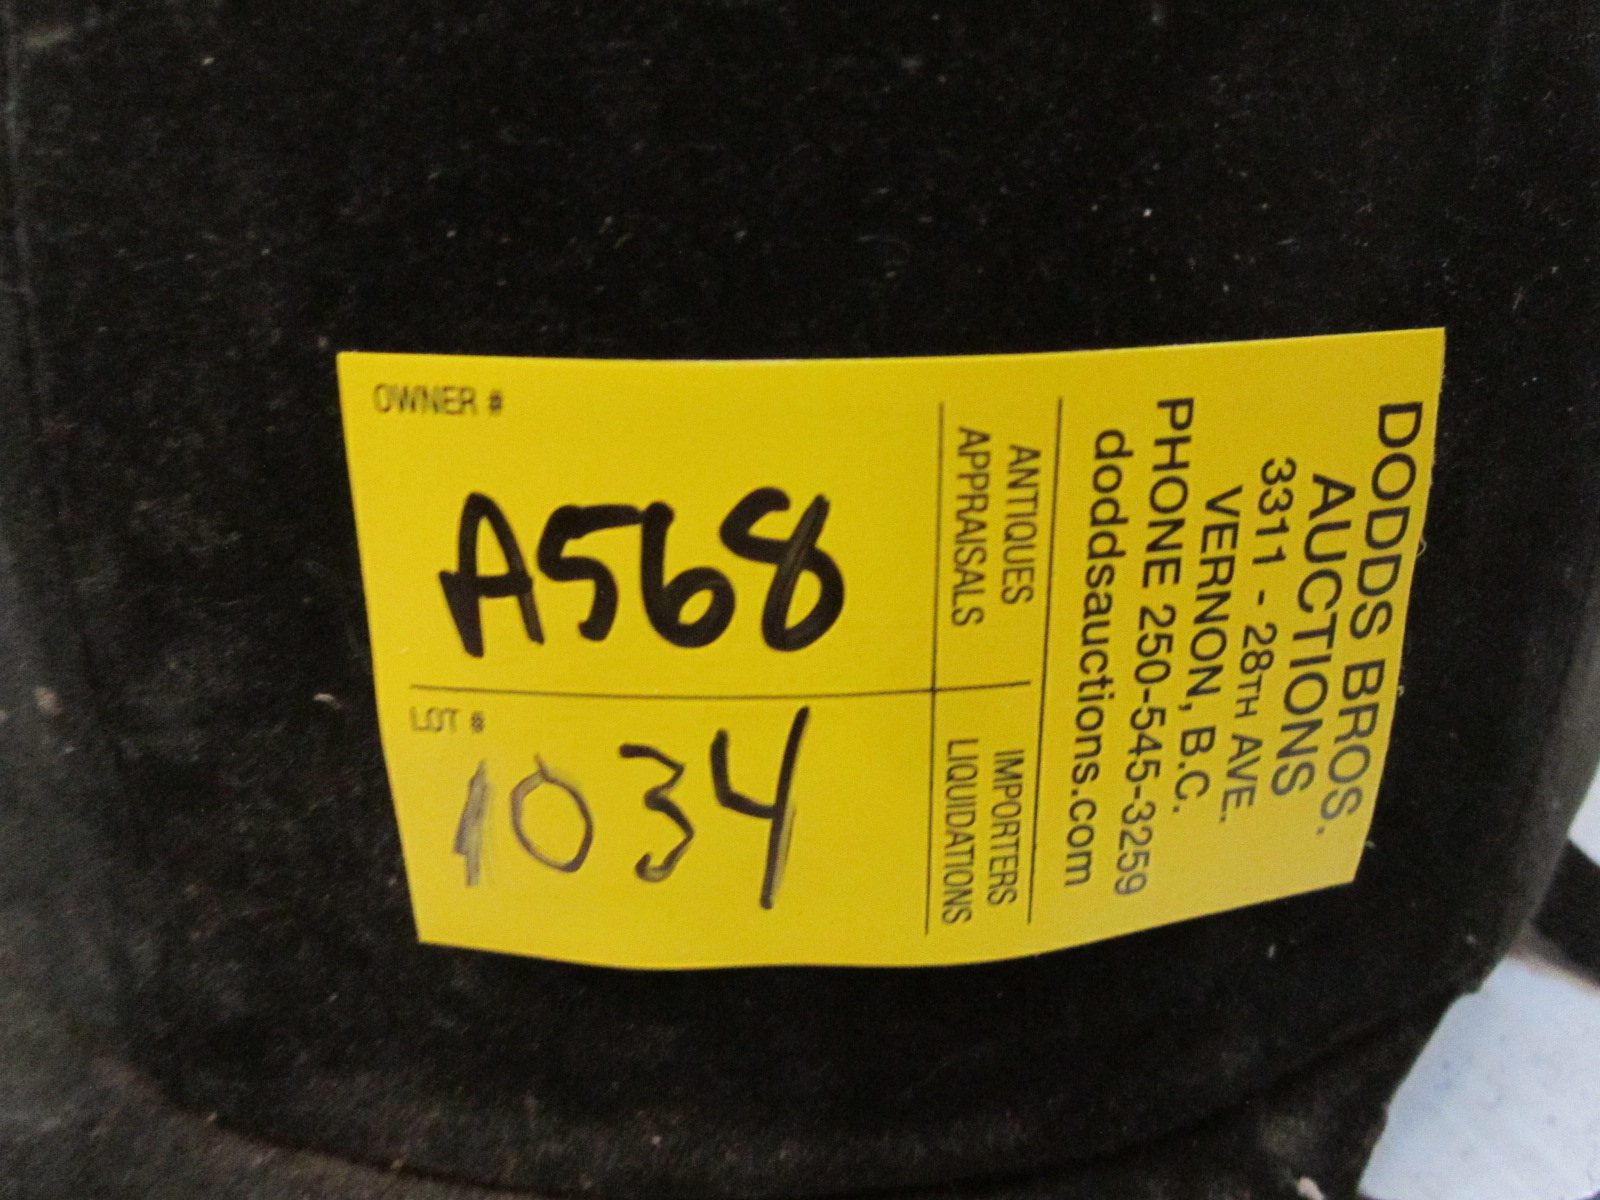 DODDS BROS.
AUCTIONS
3311 - 28TH AVE.
VERNON, B.C.
PHONE 250-545-3259
doddsauctions.com
ANTIQUES
APPRAISALS
IMPORTERS
LIQUIDATIONS
OWNER #
A568
LOT #
1034